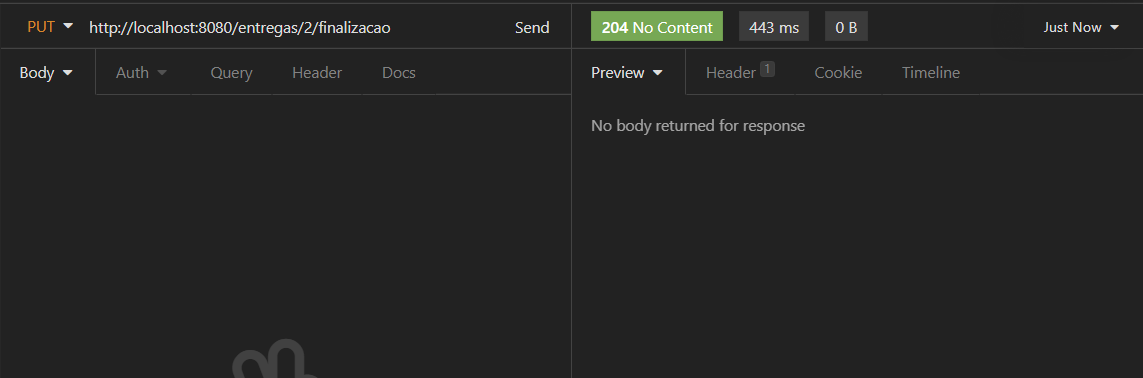 PUT http://localhost:8080/entregas/2/finalizacao Send 204 No Content 443 ms 0 B Just Now
Body Auth Query Header Docs Preview Header 1 Cookie Timeline
No body returned for response